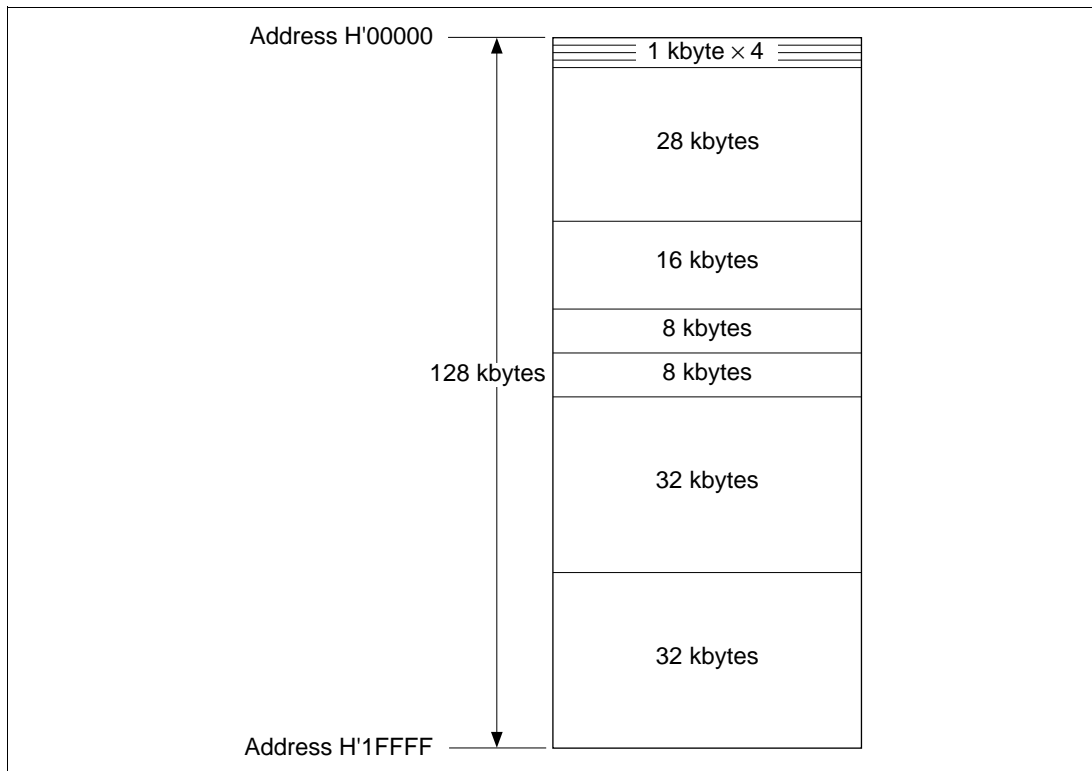 Address H'00000
1 kbyte × 4
28 kbytes
16 kbytes
8 kbytes
128 kbytes
8 kbytes
32 kbytes
32 kbytes
Address H'1FFFF